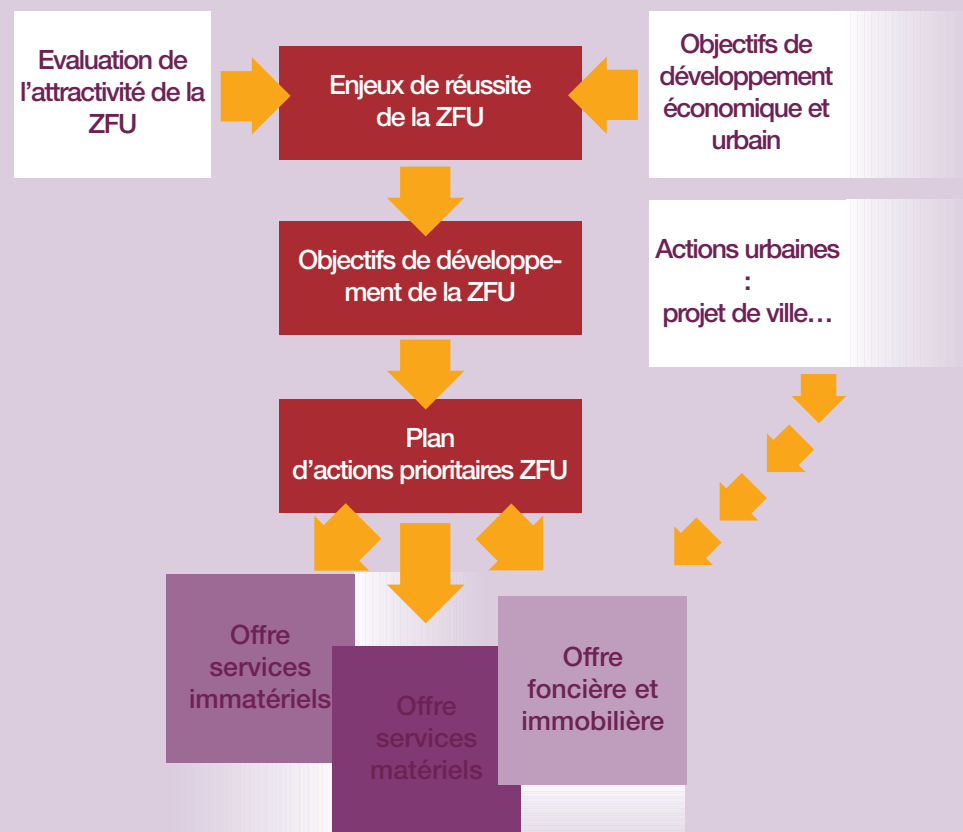 Evaluation de
l’attractivité de la
ZFU
Enjeux de réussite
de la ZFU
Objectifs de
développement
économique et
urbain
Objectifs de développe-
ment de la ZFU
Actions urbaines
:
projet de ville…
Plan
d’actions prioritaires ZFU
Offre
services
immatériels
Offre
services
matériels
Offre
foncière et
immobilière